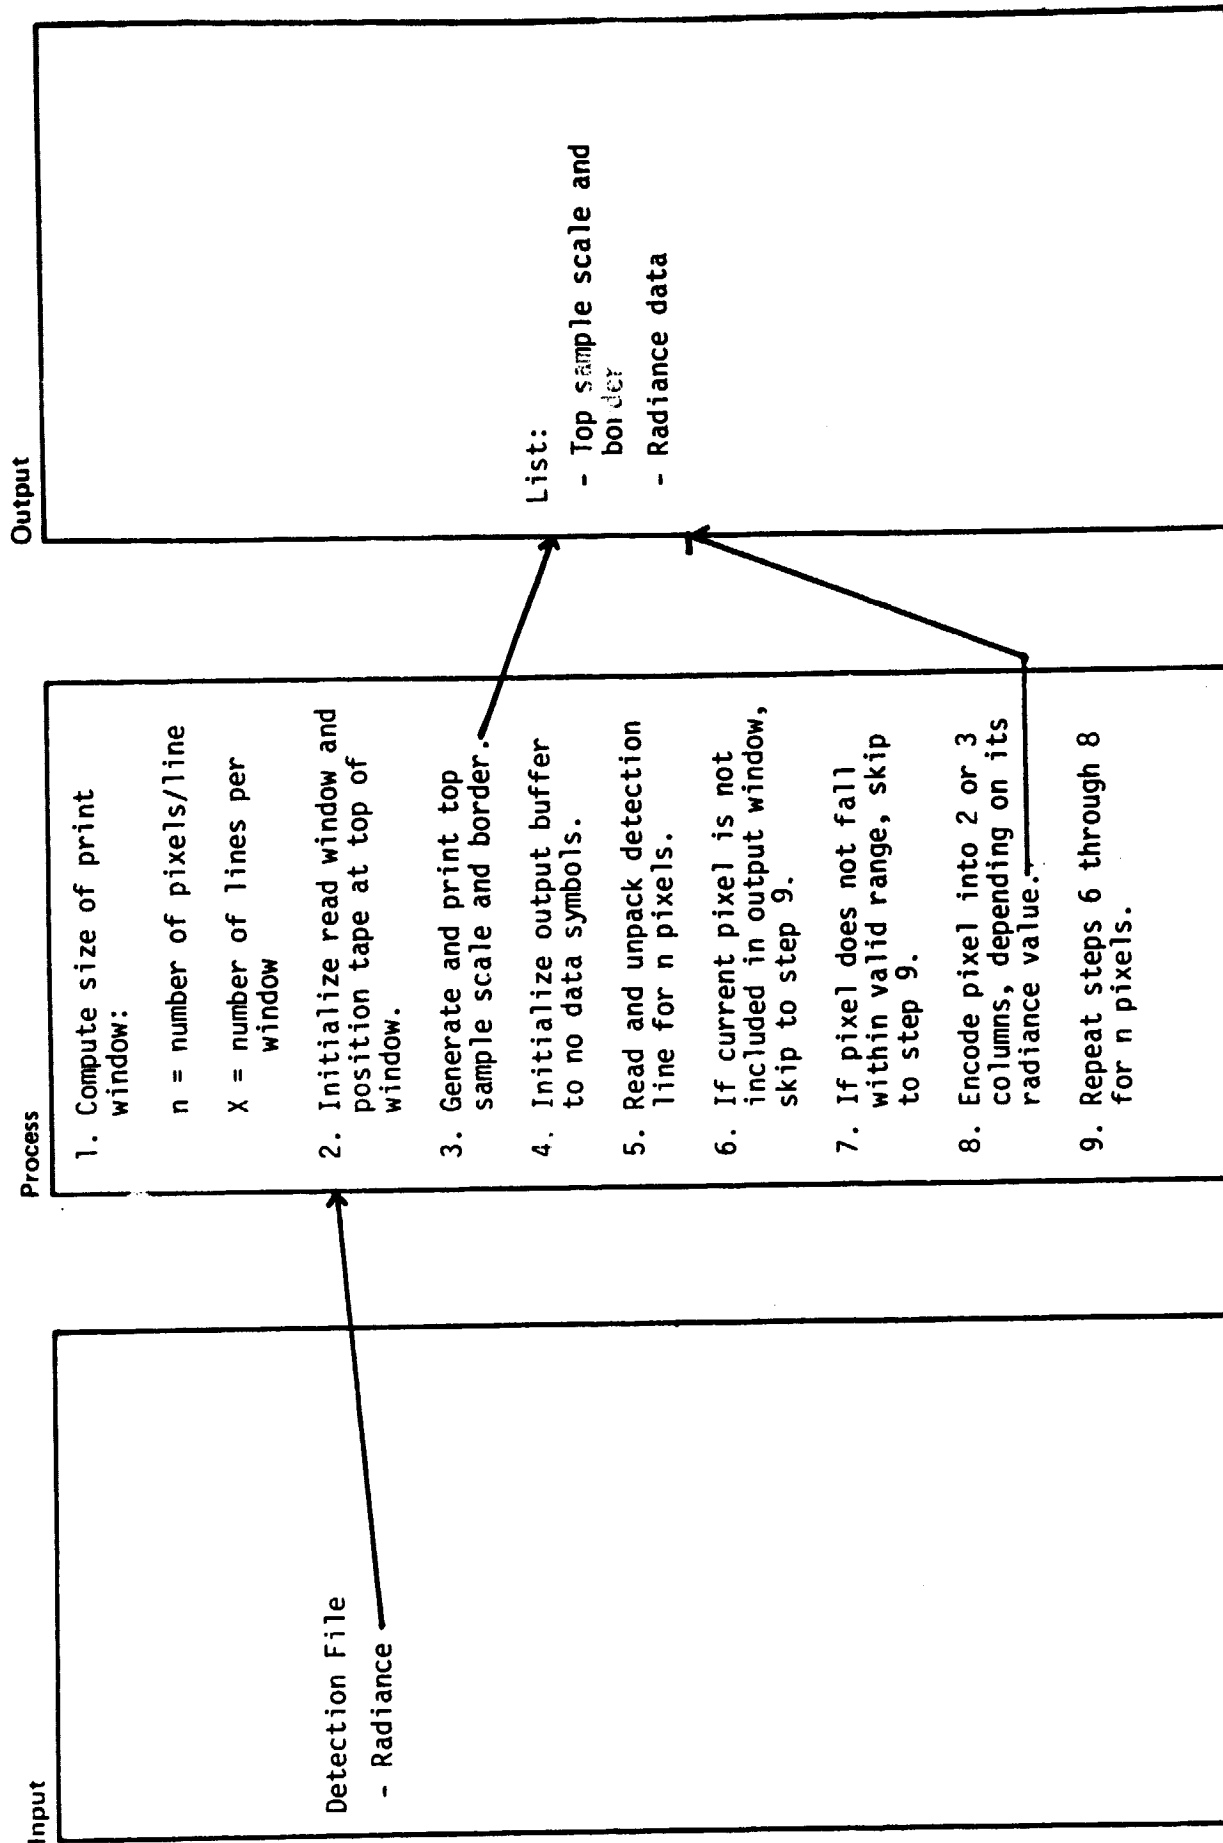 Input
Detection File
- Radiance
Process
1. Compute size of print
window:
n = number of pixels/line
X = number of lines per
window
2. Initialize read window and
position tape at top of
window.
3. Generate and print top
sample scale and border.
4. Initialize output buffer
to no data symbols.
5. Read and unpack detection
line for n pixels.
6. If current pixel is not
included in output window,
skip to step 9.
7. If pixel does not fall
within valid range, skip
to step 9.
8. Encode pixel into 2 or 3
columns, depending on its
radiance value.
9. Repeat steps 6 through 8
for n pixels.
Output
List:
- Top sample scale and
border
- Radiance data